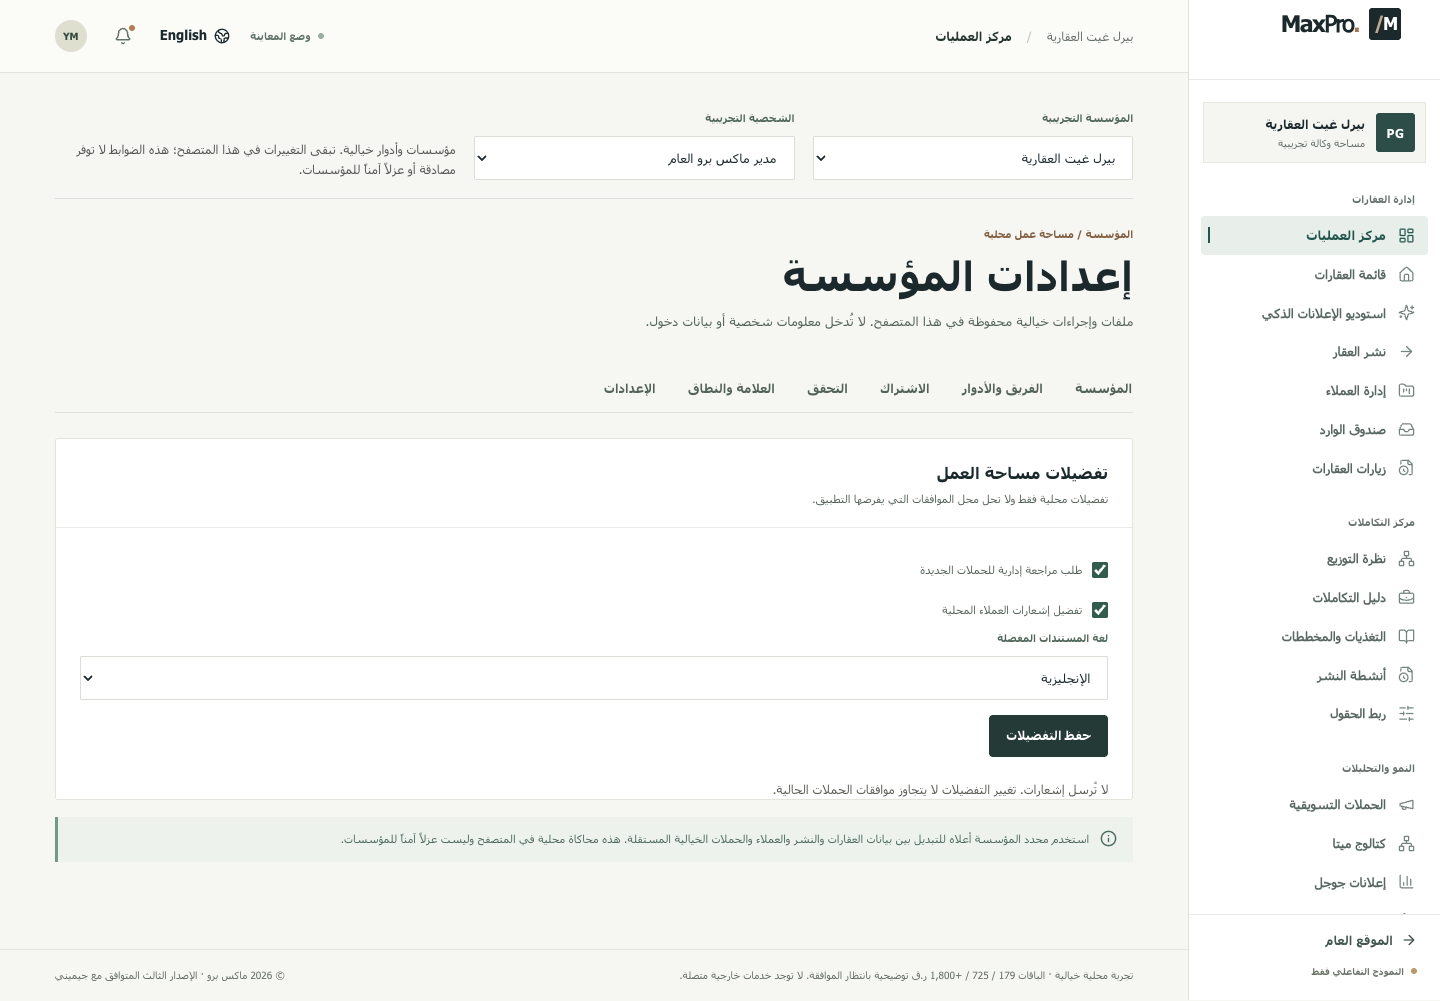 MaxPro.
/M
PG
بيرل غيت العقارية
مساحة وكالة تجريبية
إدارة العقارات
مركز العمليات
قائمة العقارات
استوديو الإعلانات الذكي
نشر العقار
إدارة العملاء
صندوق الوارد
زيارات العقارات
مركز التكاملات
نظرة التوزيع
دليل التكاملات
التغذيات والمخططات
أنشطة النشر
ربط الحقول
النمو والتحليلات
الحملات التسويقية
كتالوج ميتا
إعلانات جوجل
الموقع العام
النموذج التفاعلي فقط
بيرل غيت العقارية / مركز العمليات
وضع المعاينة
English
YM
المؤسسة التجريبية
بيرل غيت العقارية
الشخصية التجريبية
مدير ماكس برو العام
مؤسسات وأدوار خيالية. تبقى التغييرات في هذا المتصفح؛ هذه الضوابط لا توفر
مصادقة أو عزلاً آمناً للمؤسسات.
المؤسسة / مساحة عمل محلية
إعدادات المؤسسة
ملفات وإجراءات خيالية محفوظة في هذا المتصفح. لا تُدخل معلومات شخصية أو بيانات دخول.
المؤسسة
الفريق والأدوار
الاشتراك
التحقق
العلامة والنطاق
الإعدادات
تفضيلات مساحة العمل
تفضيلات محلية فقط ولا تحل محل الموافقات التي يفرضها التطبيق.
طلب مراجعة إدارية للحملات الجديدة
تفضيل إشعارات العملاء المحلية
لغة المستندات المفضلة
الإنجليزية
حفظ التفضيلات
لا تُرسل إشعارات. تغيير التفضيلات لا يتجاوز موافقات الحملات الحالية.
استخدم محدد المؤسسة أعلاه للتبديل بين بيانات العقارات والنشر والعملاء والحملات الخيالية المستقلة. هذه محاكاة محلية في المتصفح وليست عزلاً آمناً للمؤسسات.
تجربة محلية خيالية · الباقات 179 / 725 / +1,800 ر.ق توضيحية بانتظار الموافقة. لا توجد خدمات خارجية متصلة.
© 2026 ماكس برو · الإصدار الثالث المتوافق مع جيميني